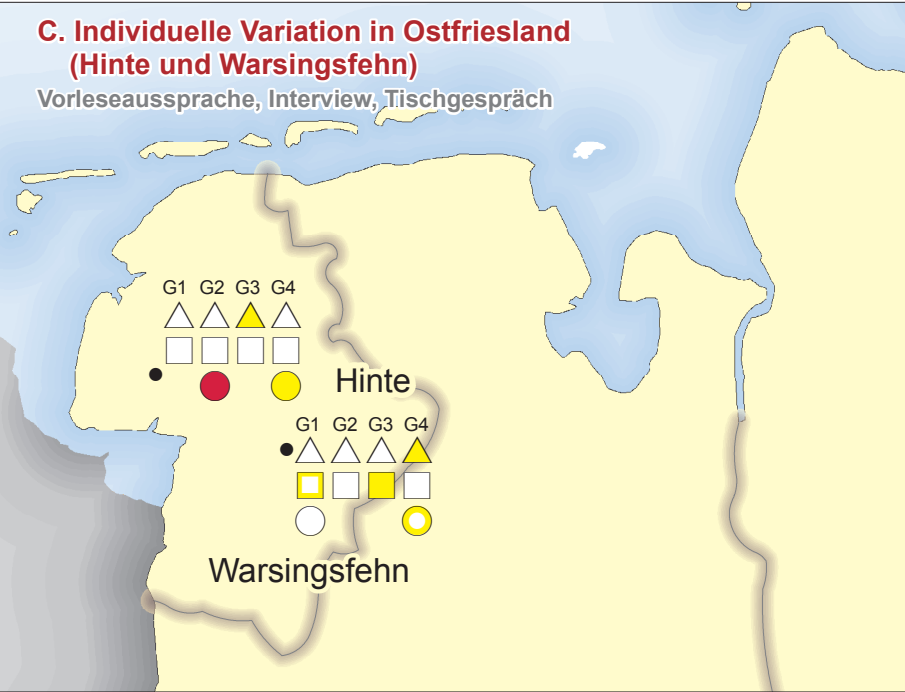 C. Individuelle Variation in Ostfriesland
(Hinte und Warsingsfehn)
Vorleseaussprache, Interview, Tischgespräch
G1 G2 G3 G4
Hinte
G1 G2 G3 G4
Warsingsfehn